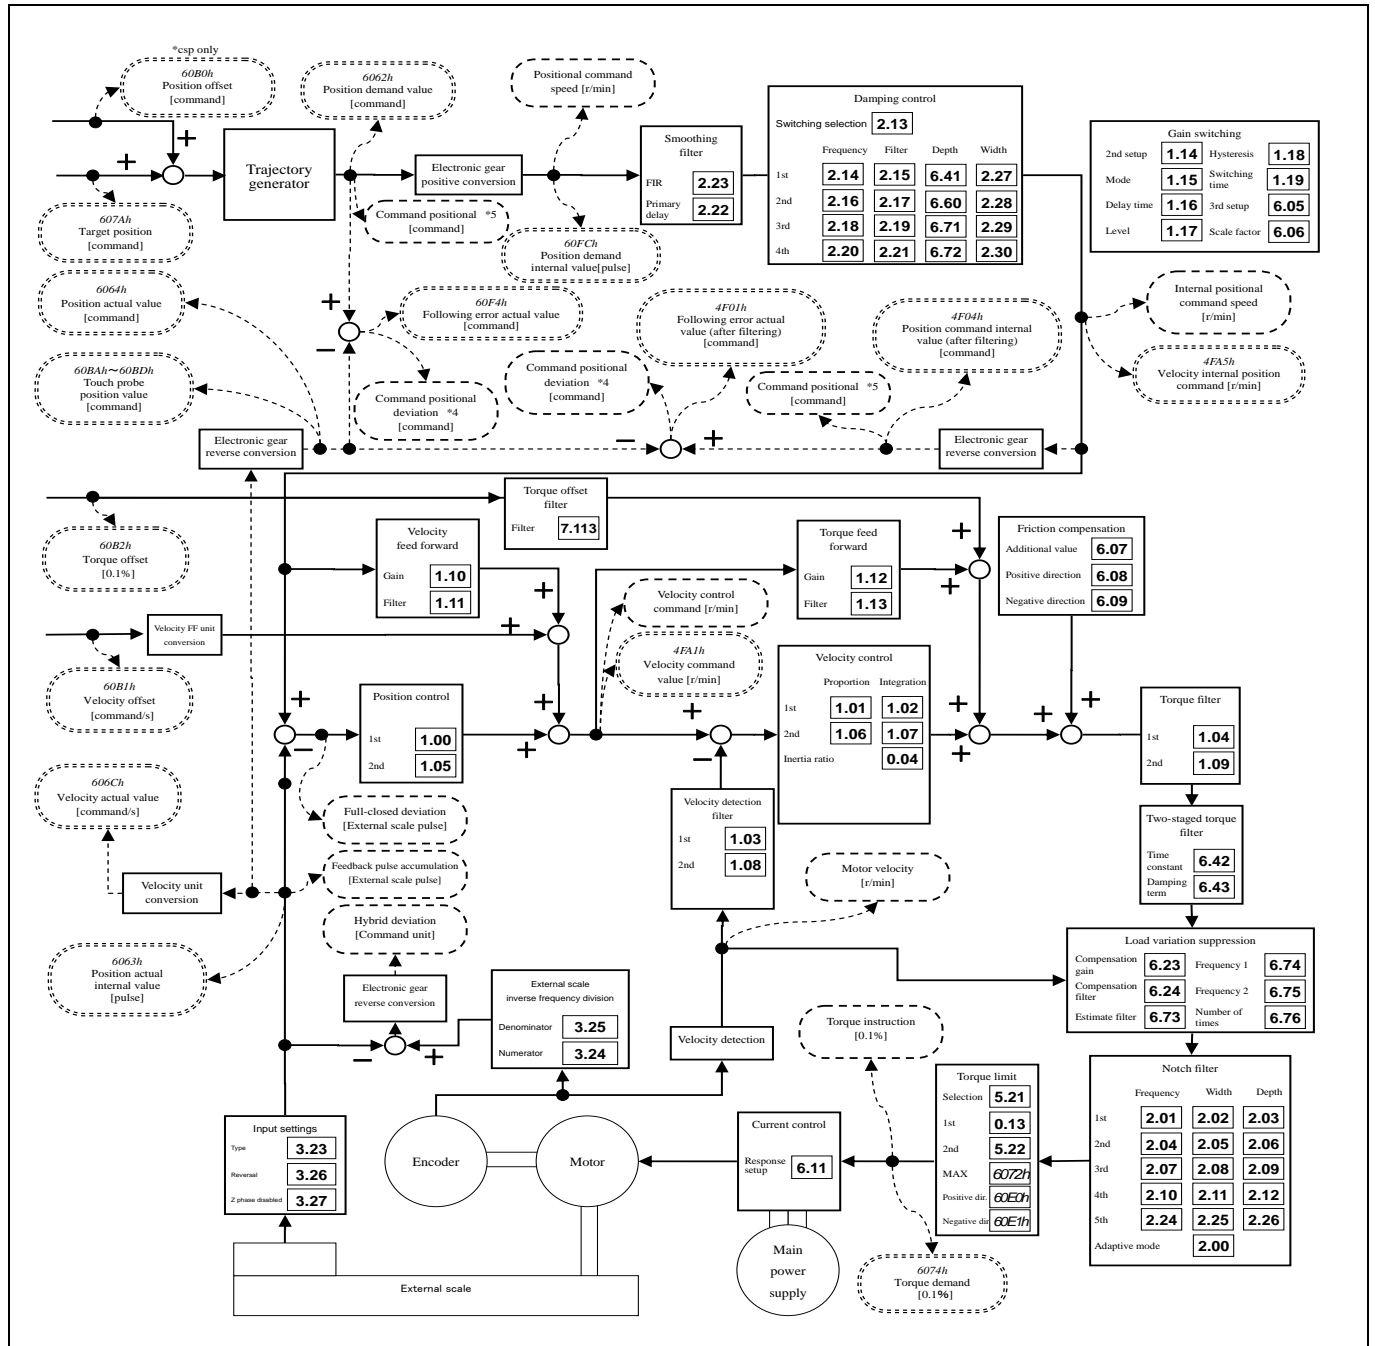 *csp only
60B0h
Position offset
[command]
6062h
Position demand value
[command]
Positional command
speed [r/min]
+
+
Trajectory
generator
Electronic gear
positive conversion
Smoothing
filter
FIR 2.23
Primary
delay 2.22
Damping control
Switching selection 2.13
Frequency Filter Depth Width
1st 2.14 2.15 6.41 2.27
2nd 2.16 2.17 6.60 2.28
3rd 2.18 2.19 6.71 2.29
4th 2.20 2.21 6.72 2.30
Gain switching
2nd setup 1.14 Hysteresis 1.18
Mode 1.15 Switching
time 1.19
Delay time 1.16 3rd setup 6.05
Level 1.17 Scale factor 6.06
607Ah
Target position
[command]
Command positional *5
[command]
60FCh
Position demand
internal value[pulse]
6064h
Position actual value
[command]
+
−
60F4h
Following error actual value
[command]
4F01h
Following error actual
value (after filtering)
[command]
4F04h
Position command internal
value (after filtering)
[command]
Internal positional
command speed
[r/min]
4FA5h
Velocity internal position
command [r/min]
60BAh～60BDh
Touch probe
position value
[command]
Command positional
deviation *4
[command]
Command positional
deviation *4
[command]
Command positional *5
[command]
Electronic gear
reverse conversion
−
+
Electronic gear
reverse conversion
Torque offset
filter
Filter 7.113
60B2h
Torque offset
[0.1%]
Velocity
feed forward
Gain 1.10
Filter 1.11
Torque feed
forward
Gain 1.12
Filter 1.13
+
+
Friction compensation
Additional value 6.07
Positive direction 6.08
Negative direction 6.09
Velocity FF unit
conversion
+
+
Velocity control
command [r/min]
4FA1h
Velocity command
value [r/min]
60B1h
Velocity offset
[command/s]
+
−
Position control
1st 1.00
2nd 1.05
+
+
+
−
Velocity control
Proportion Integration
1st 1.01 1.02
2nd 1.06 1.07
Inertia ratio 0.04
+
+
+
+
Torque filter
1st 1.04
2nd 1.09
606Ch
Velocity actual value
[command/s]
Full-closed deviation
[External scale pulse]
Velocity detection
filter
1st 1.03
2nd 1.08
Two-staged torque
filter
Time
constant 6.42
Damping
term 6.43
Velocity unit
conversion
Feedback pulse accumulation
[External scale pulse]
Motor velocity
[r/min]
Hybrid deviation
[Command unit]
6063h
Position actual
internal value
[pulse]
Electronic gear
reverse conversion
External scale
inverse frequency division
Denominator 3.25
Numerator 3.24
−
+
Load variation suppression
Compensation
gain 6.23 Frequency 1 6.74
Compensation
filter 6.24 Frequency 2 6.75
Estimate filter 6.73 Number of
times 6.76
Velocity detection
Torque instruction
[0.1%]
Notch filter
Frequency Width Depth
1st 2.01 2.02 2.03
2nd 2.04 2.05 2.06
3rd 2.07 2.08 2.09
4th 2.10 2.11 2.12
5th 2.24 2.25 2.26
Adaptive mode 2.00
Torque limit
Selection 5.21
1st 0.13
2nd 5.22
MAX 6072h
Positive dir. 60E0h
Negative dir 60E1h
Input settings
Type 3.23
Reversal 3.26
Z phase disabled 3.27
Encoder
Motor
Current control
Response
setup 6.11
Main
power
supply
6074h
Torque demand
[0.1%]
External scale